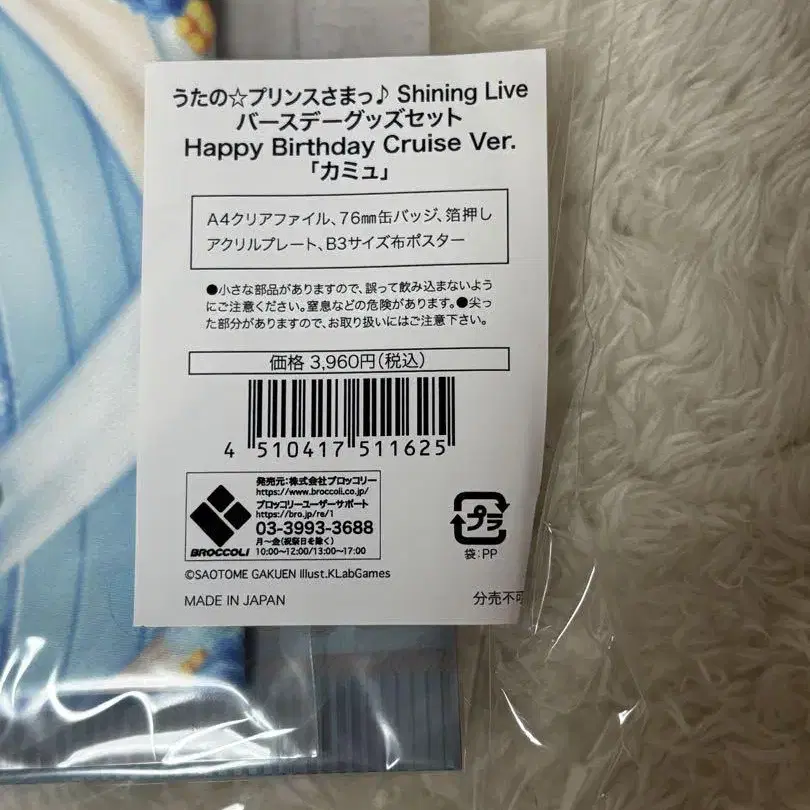 うたの☆プリンスさまっ♪ Shining Live
バースデーグッズセット
Happy Birthday Cruise Ver.
「カミュ」
A4クリアファイル、76㎜缶バッジ、箔押し
アクリルプレート、B3サイズ布ポスター
●小さな部品がありますので、誤って飲み込まないよう
にご注意ください。窒息などの危険があります。●尖っ
た部分がありますので、お取り扱いにはご注意下さい。
価格 3,960円(税込)
4 510417 511625
発売元:株式会社ブロッコリー
https://www.broccoli.co.jp/
ブロッコリーユーザーサポート
https://bro.jp/re/1
03-3993-3688
月〜金(祝祭日を除く)
10:00〜12:00/13:00〜17:00
BROCCOLI
プラ
袋:PP
©SAOTOME GAKUEN Illust.KLabGames
MADE IN JAPAN
分売不可